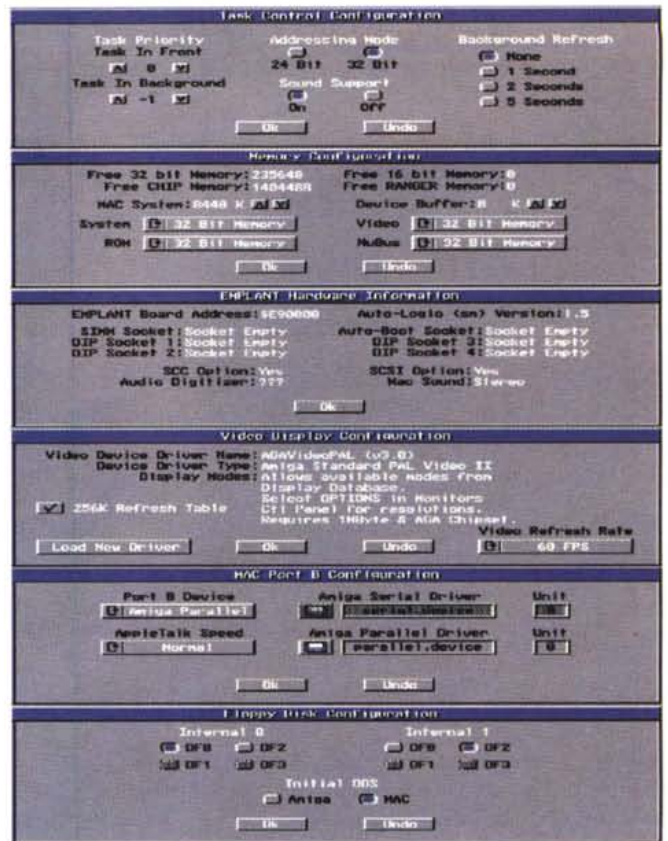 Task Control Configuration
Task Priority
Addressing Mode
Background Refresh
Task In Front
0
24 Bit
32 Bit
None
1 Second
2 Seconds
5 Seconds
Task In Background
-1
Sound Support
On
Off
Ok
Undo
Memory Configuration
Free 32 bit Memory:235648
Free 16 bit Memory:0
Free CHIP Memory:1404488
Free RANGER Memory:0
MAC System:8448 K
Device Buffer:0 K
System
32 Bit Memory
Video
32 Bit Memory
ROM
32 Bit Memory
NuBus
32 Bit Memory
Ok
Undo
EMPLANT Hardware Information
EMPLANT Board Address:$E90000
Auto-Logic (sm) Version:1.5
SIMM Socket:Socket Empty
Auto-Boot Socket:Socket Empty
DIP Socket 1:Socket Empty
DIP Socket 3:Socket Empty
DIP Socket 2:Socket Empty
DIP Socket 4:Socket Empty
SCC Option:Yes
SCSI Option:Yes
Audio Digitizer:???
Mac Sound:Stereo
Ok
Video Display Configuration
Video Device Driver Name:AGAVideoPAL (v3.0)
Device Driver Type:Amiga Standard PAL Video II
Display Modes:Allows available modes from
Display Database.
Select OPTIONS in Monitors
Ctl Panel for resolutions.
Requires 1MByte & AGA Chipset.
256K Refresh Table
Video Refresh Rate
Load New Driver
Ok
Undo
60 FPS
MAC Port B Configuration
Port B Device
Amiga Serial Driver
Unit
Amiga Parallel
serial.device
0
AppleTalk Speed
Amiga Parallel Driver
Unit
Normal
parallel.device
0
Ok
Undo
Floppy Disk Configuration
Internal 0
Internal 1
DF0
DF2
DF0
DF2
DF1
DF3
DF1
DF3
Initial DOS
Amiga
MAC
Ok
Undo